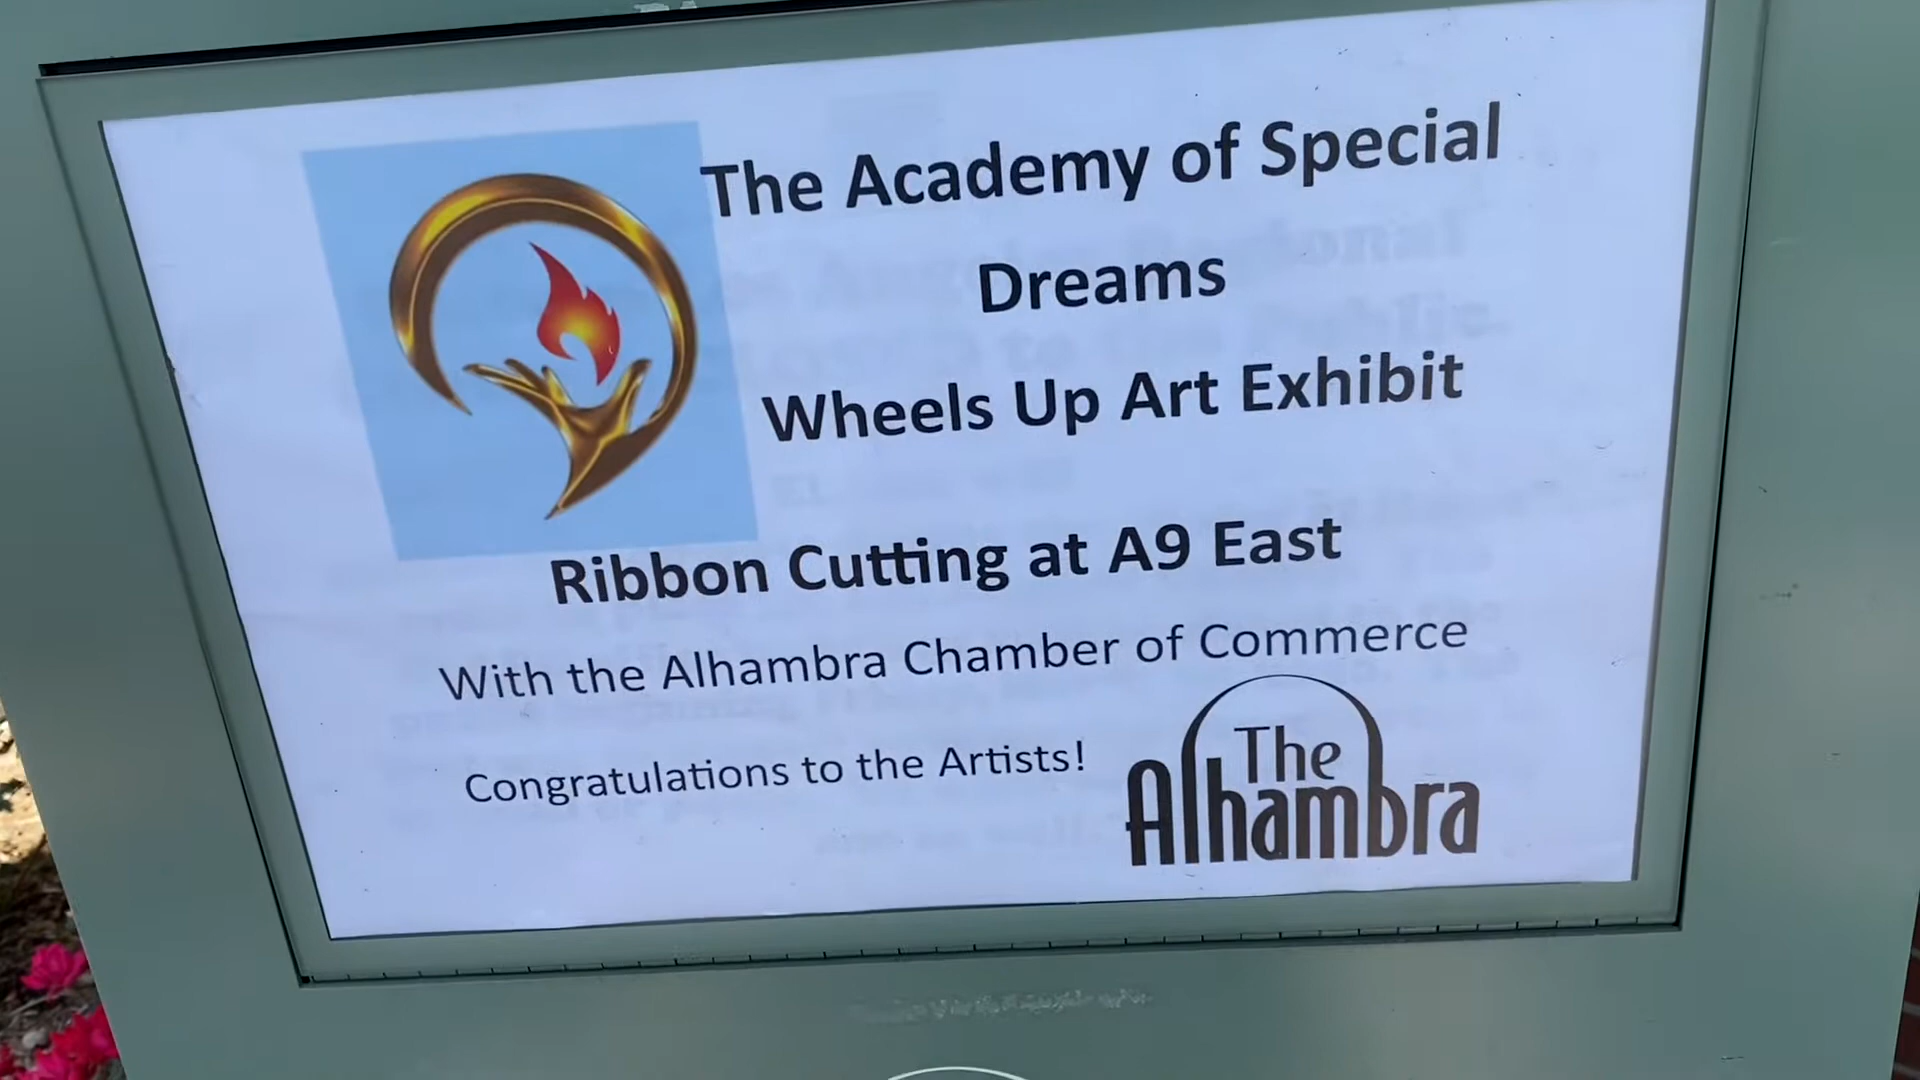 The Academy of Special
Dreams
Wheels Up Art Exhibit
Ribbon Cutting at A9 East
With the Alhambra Chamber of Commerce
Congratulations to the Artists!
The
Alhambra